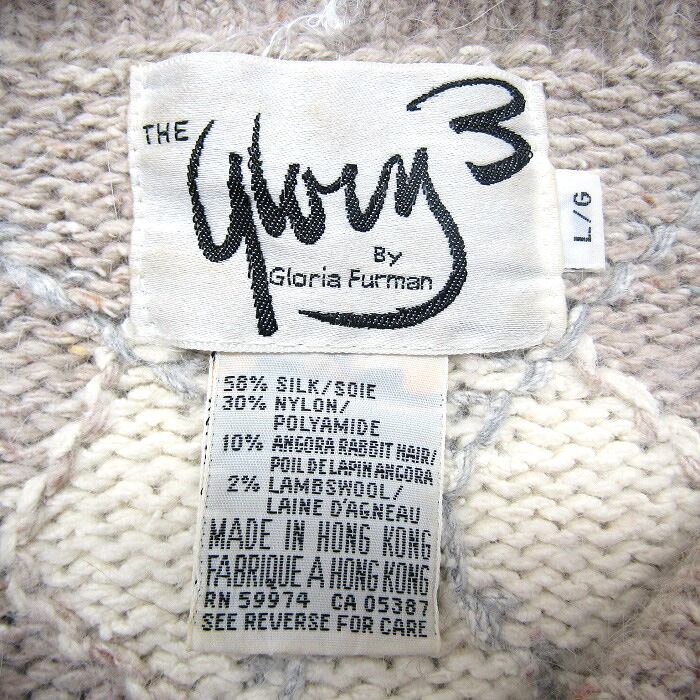 THE Glory 3
By
Gloria Furman
L/G
58% SILK/SOIE
30% NYLON/
POLYAMIDE
10% ANGORA RABBIT HAIR/
POIL DE LAPIN ANGORA
2% LAMBSWOOL/
LAINE D'AGNEAU
MADE IN HONG KONG
FABRIQUE A HONG KONG
RN 59974 CA 05387
SEE REVERSE FOR CARE